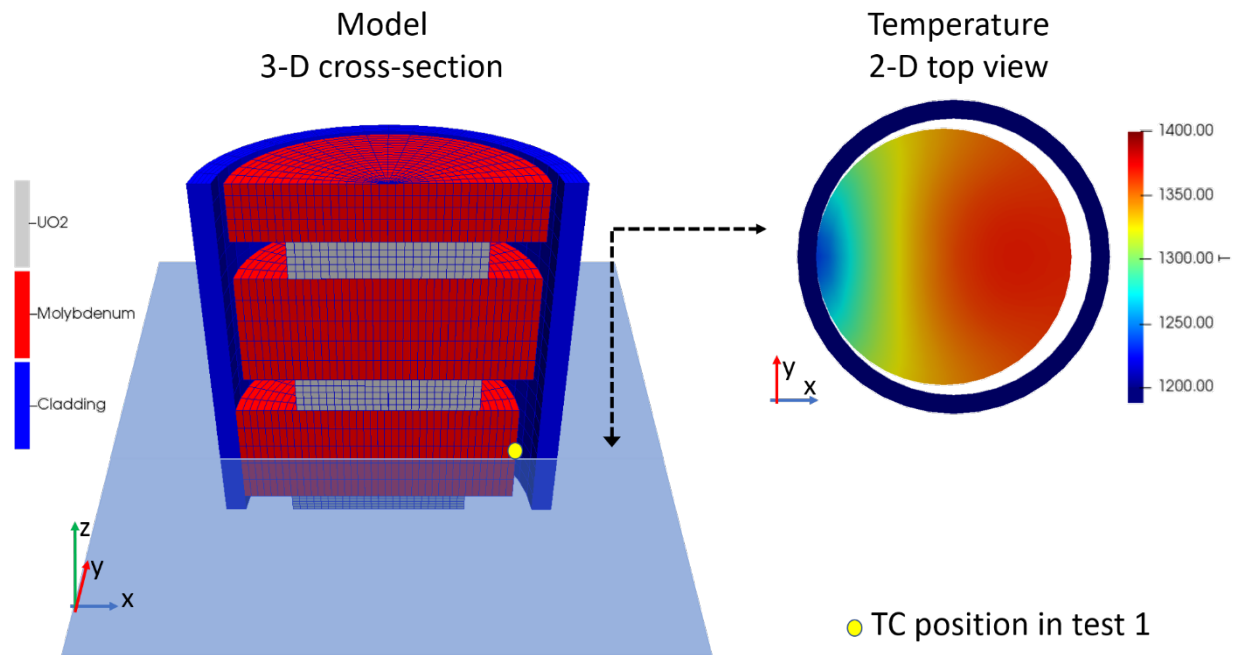 Model
3-D cross-section
Temperature
2-D top view
UO2
Molybdenum
Cladding
z
y
x
y
x
1400.00
1350.00
1300.00
1250.00
1200.00
T
TC position in test 1